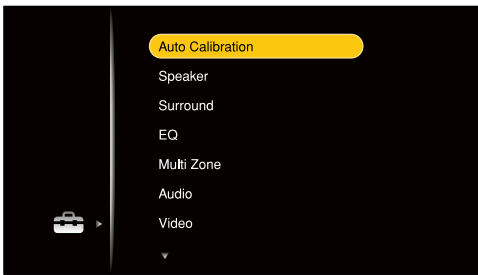 Auto Calibration
Speaker
Surround
EQ
Multi Zone
Audio
Video